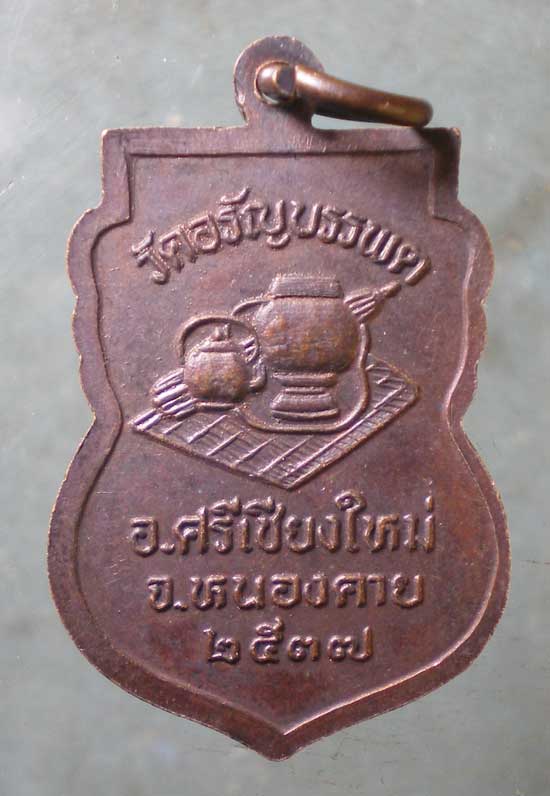 วัดอรัญบรรพต
อ.ศรีเชียงใหม่
จ.หนองคาย
๒๕๓๗